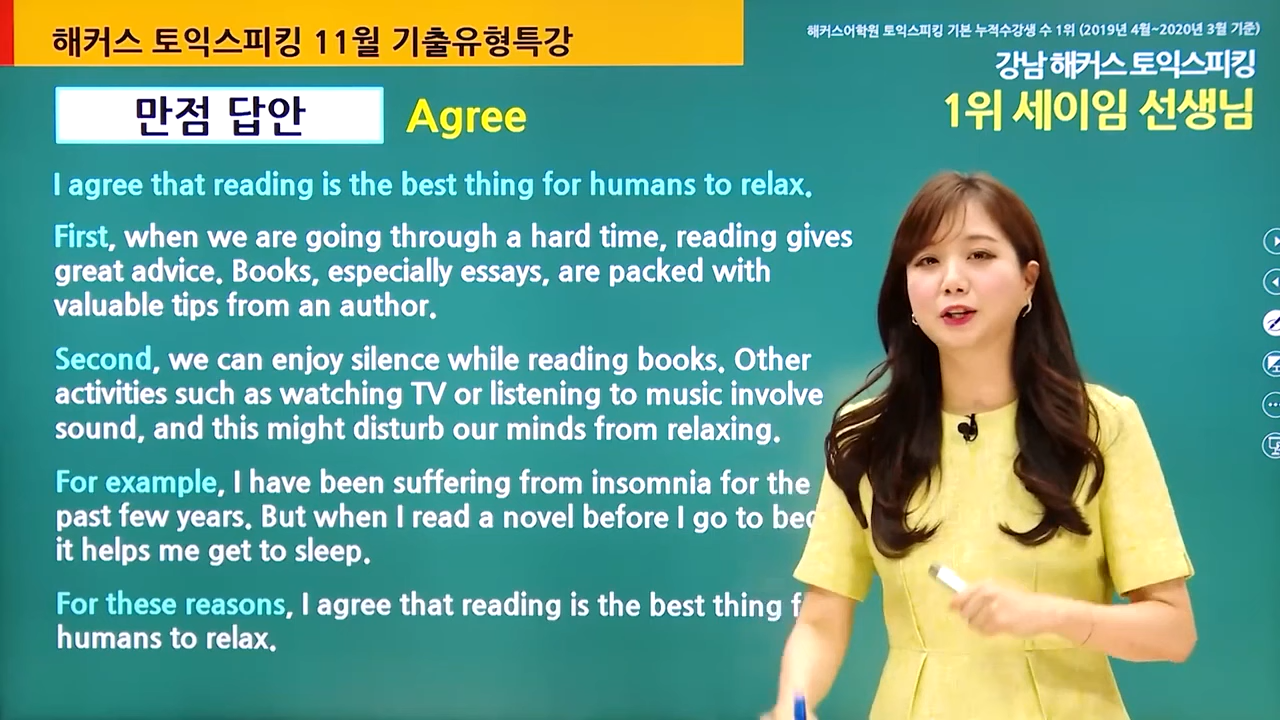 해커스 토익스피킹 11월 기출유형특강
해커스어학원 토익스피킹 기본 누적수강생 수 1위 (2019년 4월~2020년 3월 기준)
강남 해커스 토익스피킹
1위 세이임 선생님
만점 답안 Agree
I agree that reading is the best thing for humans to relax.
First, when we are going through a hard time, reading gives
great advice. Books, especially essays, are packed with
valuable tips from an author.
Second, we can enjoy silence while reading books. Other
activities such as watching TV or listening to music involve
sound, and this might disturb our minds from relaxing.
For example, I have been suffering from insomnia for the
past few years. But when I read a novel before I go to
it helps me get to sleep.
For these reasons, I agree that reading is the best thing
humans to relax.